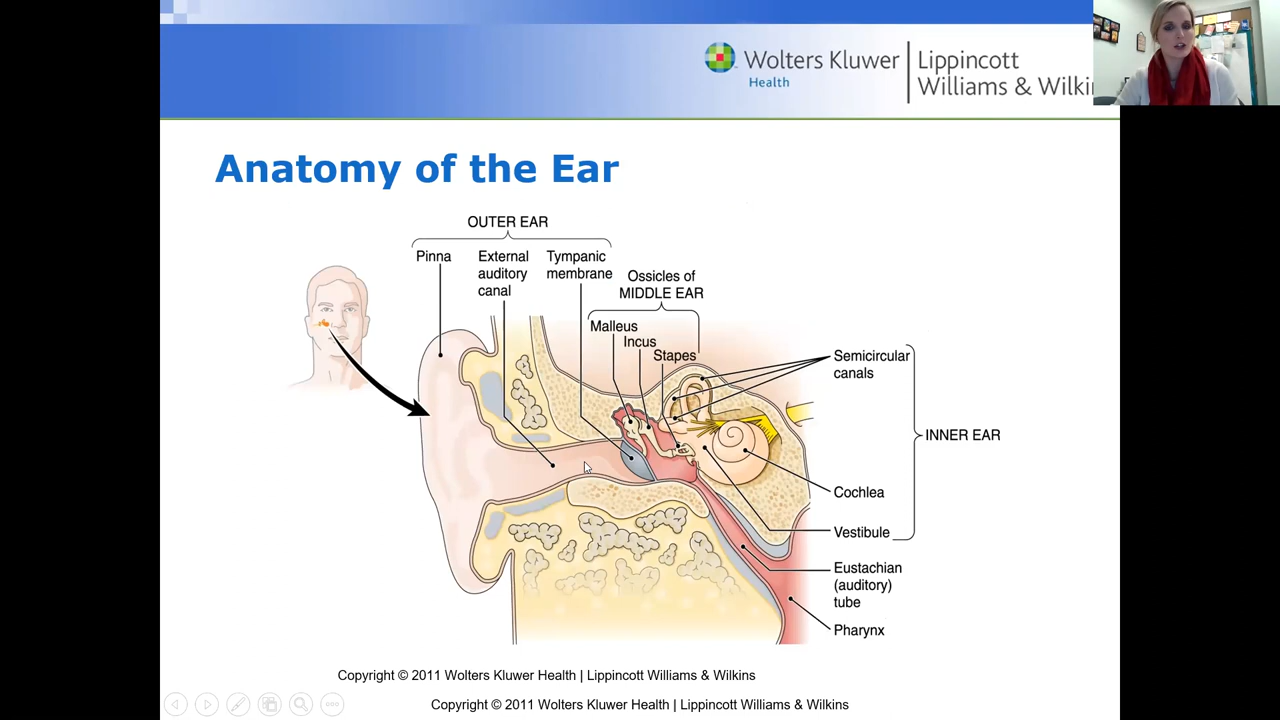 Wolters Kluwer
Health
Lippincott
Williams & Wilki
Anatomy of the Ear
OUTER EAR
Pinna
External
auditory
canal
Tympanic
membrane
Ossicles of
MIDDLE EAR
Malleus
Incus
Stapes
Semicircular
canals
INNER EAR
Cochlea
Vestibule
Eustachian
(auditory)
tube
Pharynx
Copyright © 2011 Wolters Kluwer Health | Lippincott Williams & Wilkins
Copyright © 2011 Wolters Kluwer Health | Lippincott Williams & Wilkins